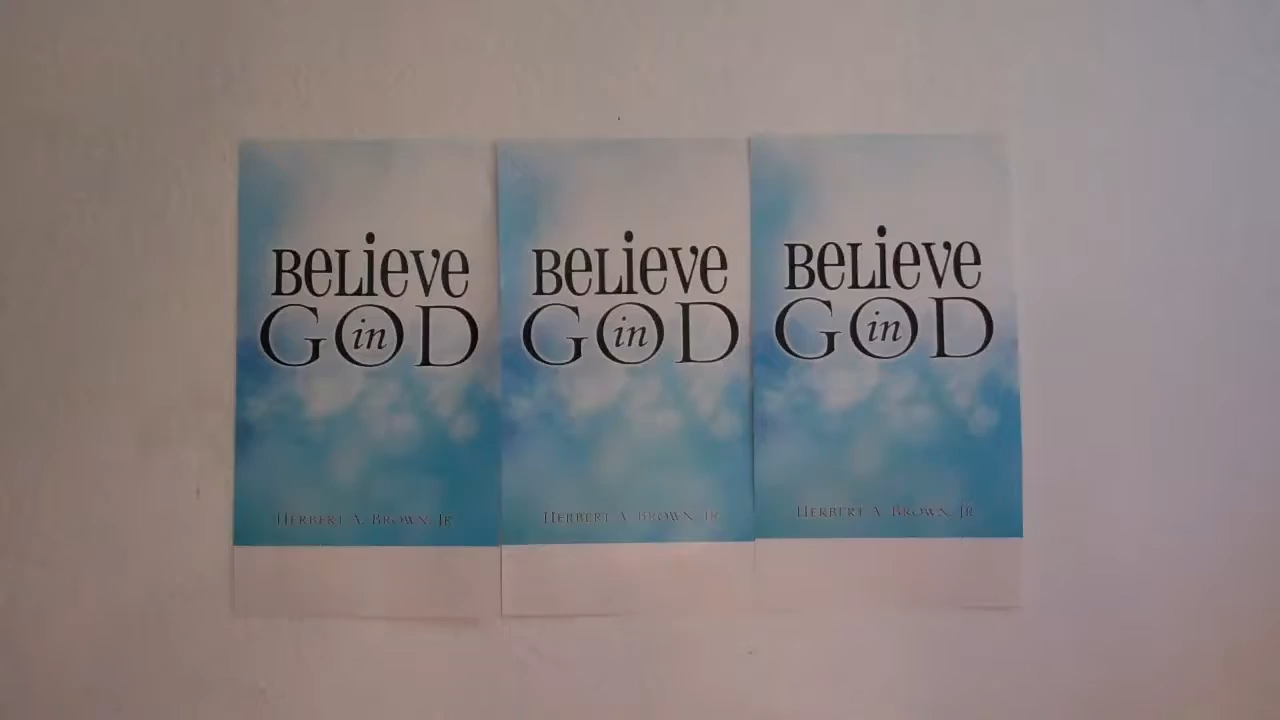 BELiEVE
GOD
in
HERBERT A. BROWN, JR
BELiEVE
GOD
in
HERBERT A. BROWN, JR
BELiEVE
GOD
in
HERBERT A. BROWN, JR